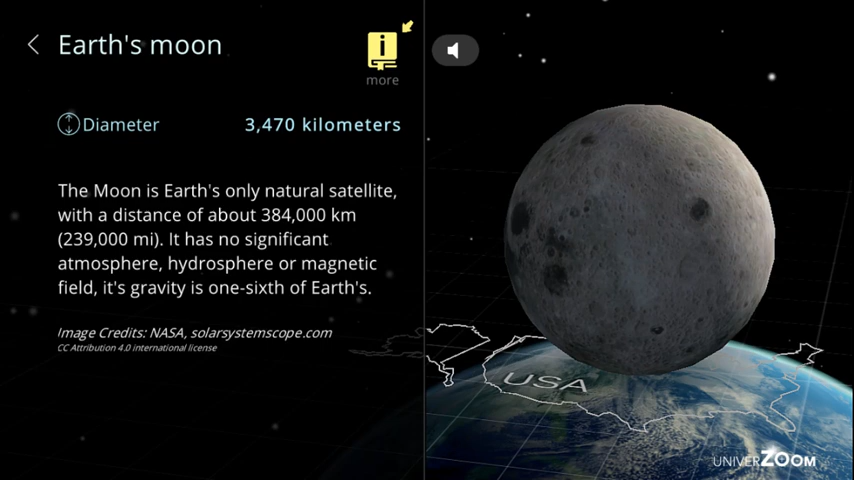 Earth's moon
more
Diameter 3,470 kilometers
The Moon is Earth's only natural satellite,
with a distance of about 384,000 km
(239,000 mi). It has no significant
atmosphere, hydrosphere or magnetic
field, it's gravity is one-sixth of Earth's.
Image Credits: NASA, solarsystemscope.com
CC Attribution 4.0 international license
USA
UNIVERZOOM